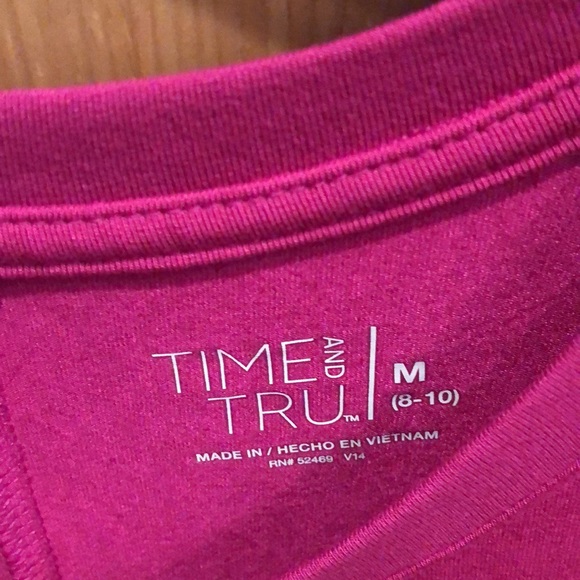 TIME AND
TRU™
M
(8-10)
MADE IN / HECHO EN VIETNAM
RN# 52469 V14